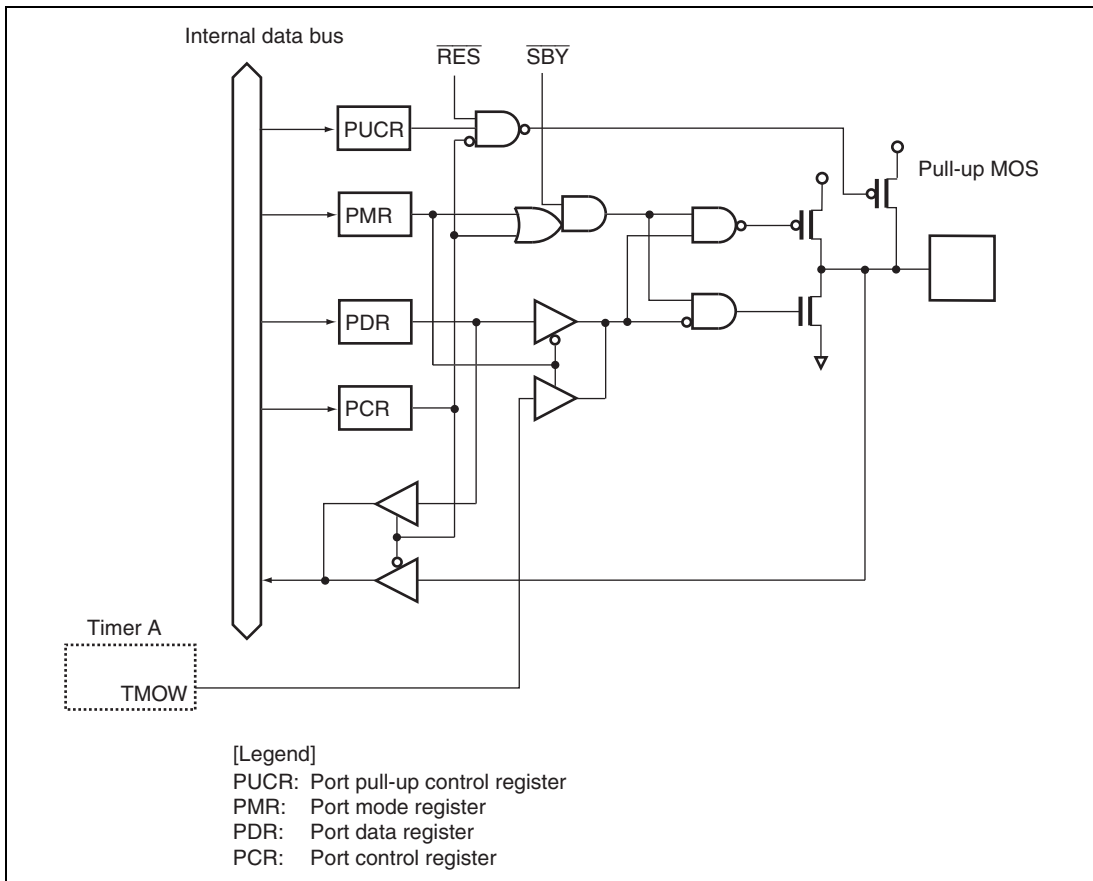 Internal data bus
RES
SBY
PUCR
Pull-up MOS
PMR
PDR
PCR
Timer A
TMOW
[Legend]
PUCR: Port pull-up control register
PMR: Port mode register
PDR: Port data register
PCR: Port control register